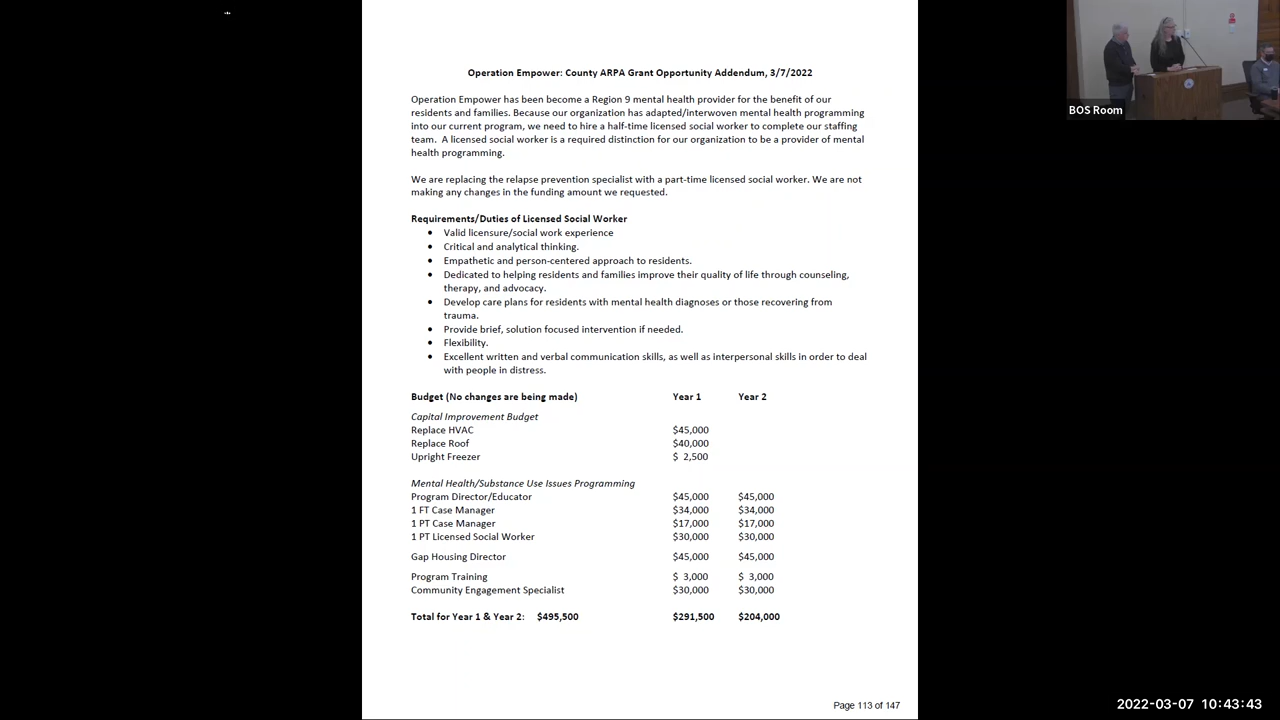 Operation Empower: County ARPA Grant Opportunity Addendum, 3/7/2022
Operation Empower has been become a Region 9 mental health provider for the benefit of our
residents and families. Because our organization has adapted/interwoven mental health programming
into our current program, we need to hire a half-time licensed social worker to complete our staffing
team. A licensed social worker is a required distinction for our organization to be a provider of mental
health programming.
We are replacing the relapse prevention specialist with a part-time licensed social worker. We are not
making any changes in the funding amount we requested.
Requirements/Duties of Licensed Social Worker
• Valid licensure/social work experience
• Critical and analytical thinking.
• Empathetic and person-centered approach to residents.
• Dedicated to helping residents and families improve their quality of life through counseling,
therapy, and advocacy.
• Develop care plans for residents with mental health diagnoses or those recovering from
trauma.
• Provide brief, solution focused intervention if needed.
• Flexibility.
• Excellent written and verbal communication skills, as well as interpersonal skills in order to deal
with people in distress.
Budget (No changes are being made) Year 1 Year 2
Capital Improvement Budget
Replace HVAC $45,000
Replace Roof $40,000
Upright Freezer $ 2,500
Mental Health/Substance Use Issues Programming
Program Director/Educator $45,000 $45,000
1 FT Case Manager $34,000 $34,000
1 PT Case Manager $17,000 $17,000
1 PT Licensed Social Worker $30,000 $30,000
Gap Housing Director $45,000 $45,000
Program Training $ 3,000 $ 3,000
Community Engagement Specialist $30,000 $30,000
Total for Year 1 & Year 2: $495,500 $291,500 $204,000
Page 113 of 147
BOS Room
2022-03-07 10:43:43